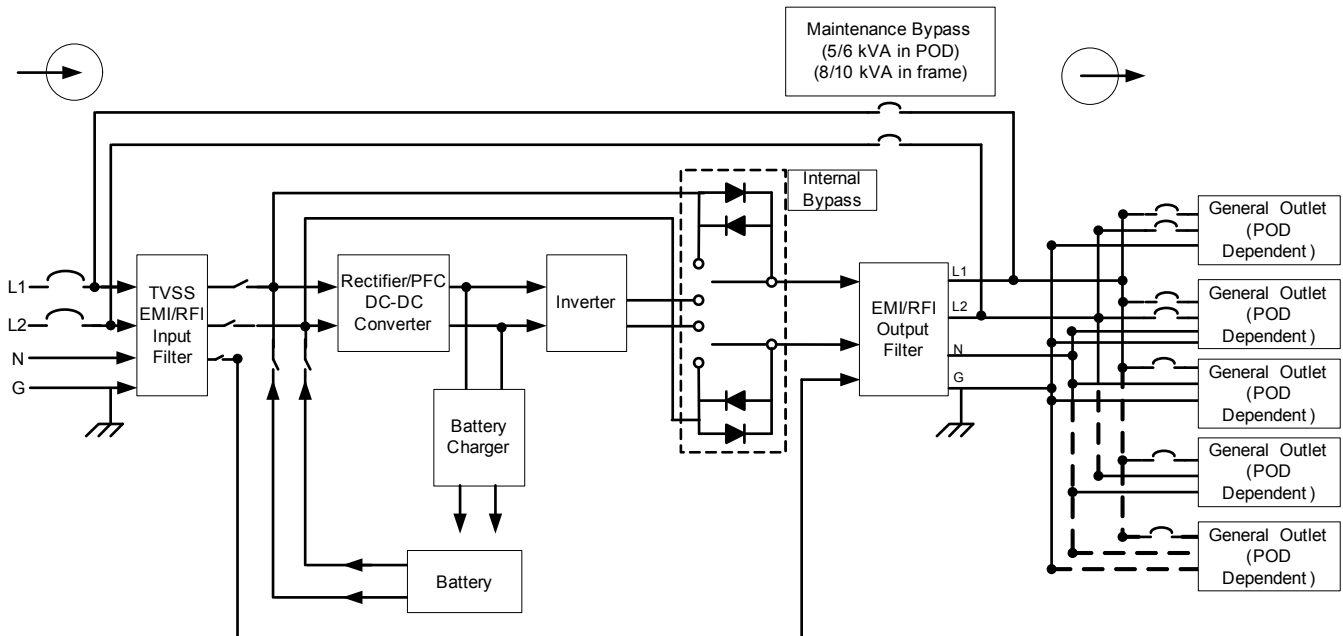 Maintenance Bypass
(5/6 kVA in POD)
(8/10 kVA in frame)
Internal
Bypass
L1
L2
N
G
TVSS
EMI/RFI
Input
Filter
Rectifier/PFC
DC-DC
Converter
Inverter
Battery
Charger
Battery
EMI/RFI
Output
Filter
L1
L2
N
G
General Outlet
(POD
Dependent)
General Outlet
(POD
Dependent)
General Outlet
(POD
Dependent)
General Outlet
(POD
Dependent)
General Outlet
(POD
Dependent)